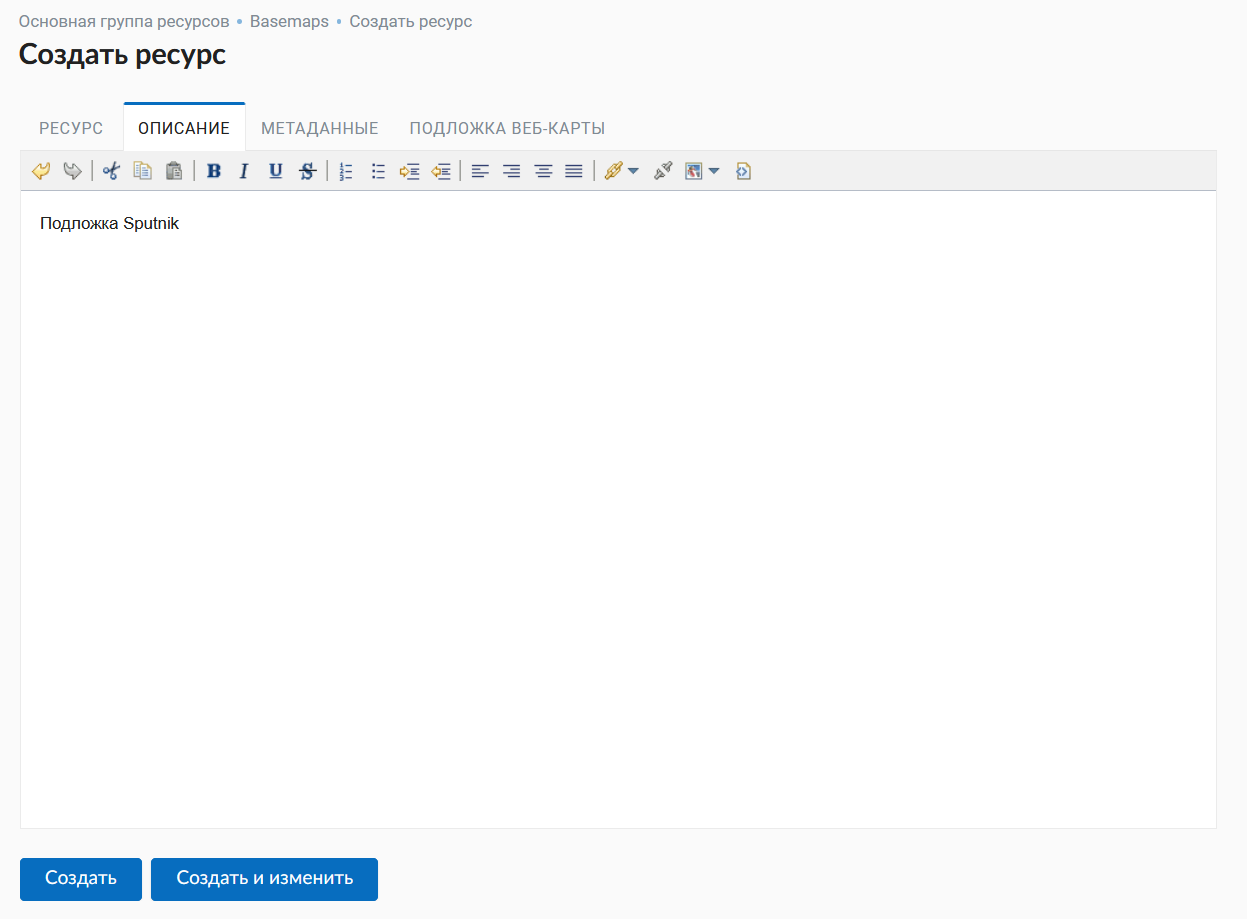 Основная группа ресурсов • Basemaps • Создать ресурс
Создать ресурс
РЕСУРС ОПИСАНИЕ МЕТАДАННЫЕ ПОДЛОЖКА ВЕБ-КАРТЫ
B I U S
Подложка Sputnik
Создать Создать и изменить